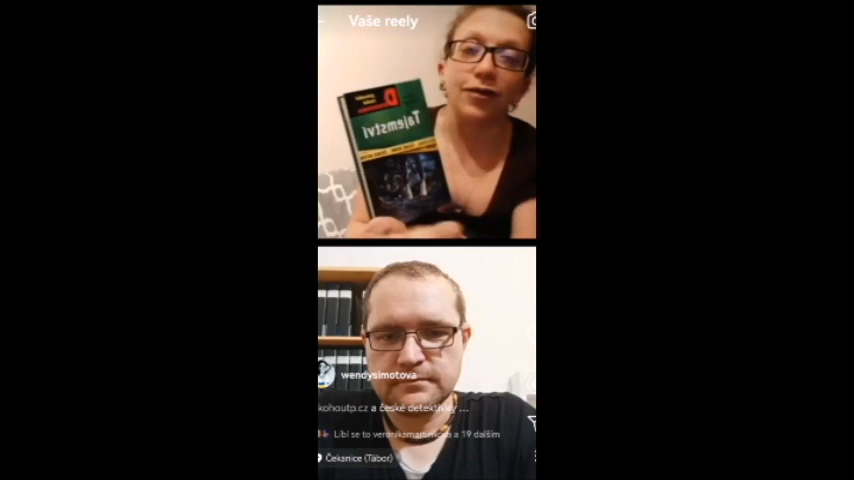 Vaše reely
Tajemství
wendysimotova
kohoutp.cz a české detektivky ...
Líbí se to
a 19 dalším
Čekanice (Tábor)